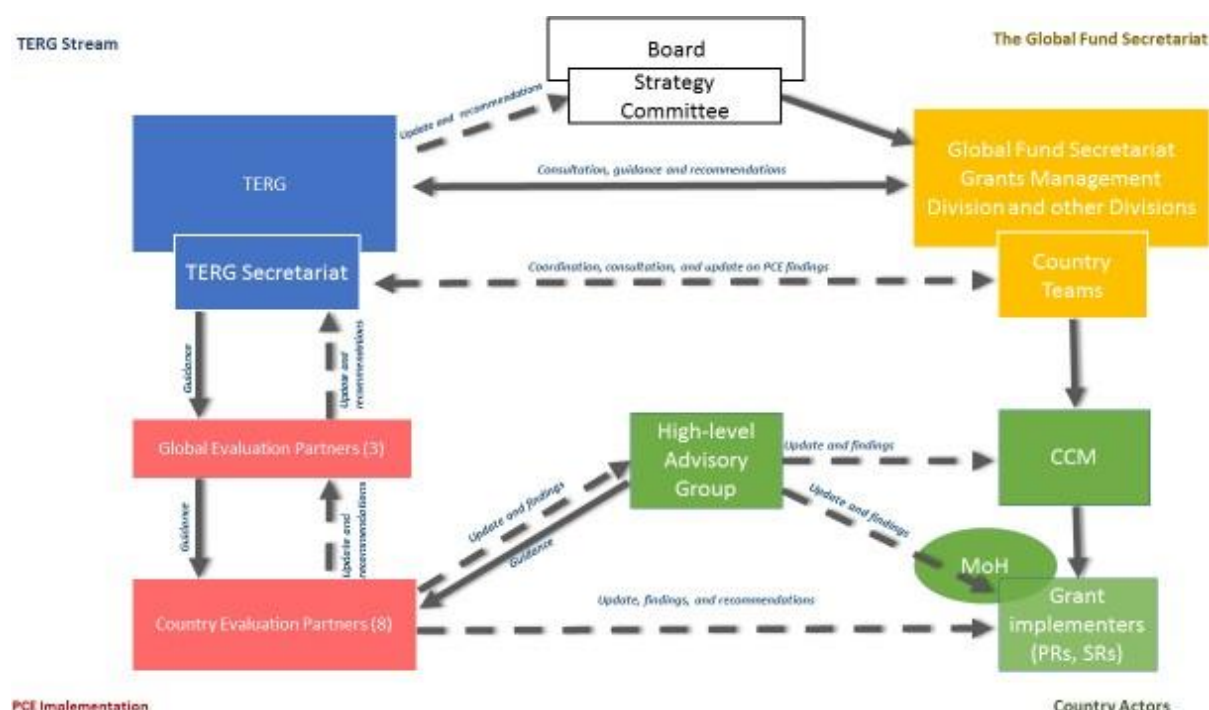 TERG Stream
The Global Fund Secretariat
Board
Strategy
Committee
Update and recommendations
TERG
Consultation, guidance and recommendations
Global Fund Secretariat
Grants Management
Division and other Divisions
TERG Secretariat
Coordination, consultation, and update on PCE findings
Country
Teams
Guidance
Update and
recommendations
Global Evaluation Partners (3)
High-level
Advisory
Group
Update and findings
CCM
Guidance
Update and
recommendations
Update and findings
Guidance
Update and findings
MoH
Country Evaluation Partners (8)
Update, findings, and recommendations
Grant
implementers
(PRs, SRs)
PCE Implementation
Country Actors